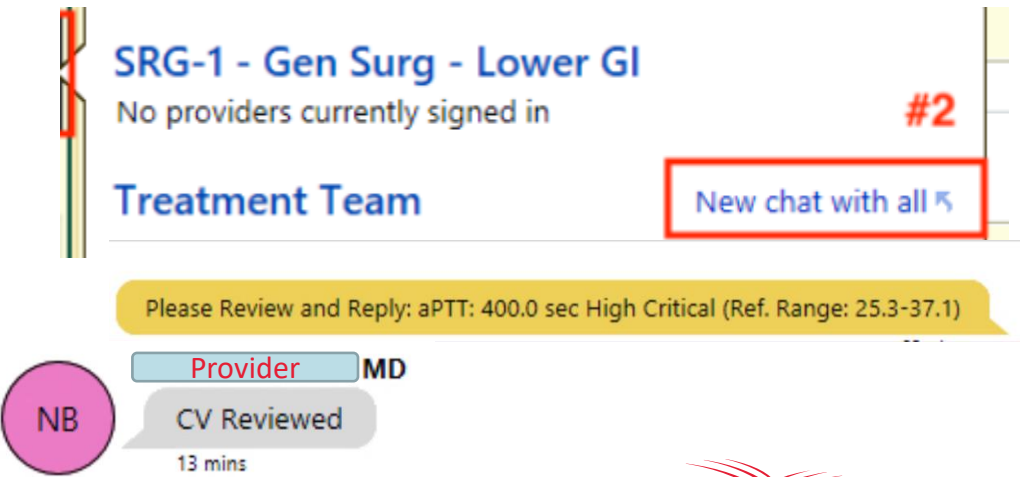 SRG-1 - Gen Surg - Lower GI
No providers currently signed in
#2
Treatment Team
New chat with all
Please Review and Reply: aPTT: 400.0 sec High Critical (Ref. Range: 25.3-37.1)
Provider MD
NB
CV Reviewed
13 mins